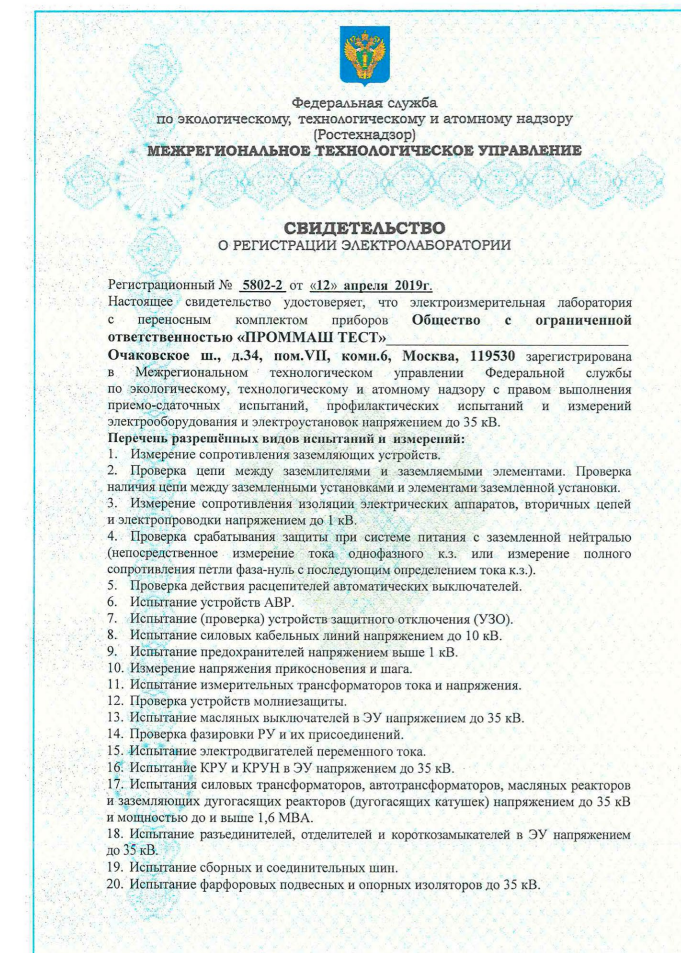 Федеральная служба
по экологическому, технологическому и атомному надзору
(Ростехнадзор)
МЕЖРЕГИОНАЛЬНОЕ ТЕХНОЛОГИЧЕСКОЕ УПРАВЛЕНИЕ
СВИДЕТЕЛЬСТВО
О РЕГИСТРАЦИИ ЭЛЕКТРОЛАБОРАТОРИИ
Регистрационный № 5802-2 от «12» апреля 2019г.
Настоящее свидетельство удостоверяет, что электроизмерительная лаборатория
с переносным комплектом приборов Общество с ограниченной
ответственностью «ПРОММАШ ТЕСТ»
Очаковское ш., д.34, пом.VII, комн.6, Москва, 119530 зарегистрирована
в Межрегиональном технологическом управлении Федеральной службы
по экологическому, технологическому и атомному надзору с правом выполнения
приемо-сдаточных испытаний, профилактических испытаний и измерений
электрооборудования и электроустановок напряжением до 35 кВ.
Перечень разрешённых видов испытаний и измерений:
1. Измерение сопротивления заземляющих устройств.
2. Проверка цепи между заземлителями и заземляемыми элементами. Проверка
наличия цепи между заземленными установками и элементами заземленной установки.
3. Измерение сопротивления изоляции электрических аппаратов, вторичных цепей
и электропроводки напряжением до 1 кВ.
4. Проверка срабатывания защиты при системе питания с заземленной нейтралью
(непосредственное измерение тока однофазного к.з. или измерение полного
сопротивления петли фаза-нуль с последующим определением тока к.з.).
5. Проверка действия расцепителей автоматических выключателей.
6. Испытание устройств АВР.
7. Испытание (проверка) устройств защитного отключения (УЗО).
8. Испытание силовых кабельных линий напряжением до 10 кВ.
9. Испытание предохранителей напряжением выше 1 кВ.
10. Измерение напряжения прикосновения и шага.
11. Испытание измерительных трансформаторов тока и напряжения.
12. Проверка устройств молниезащиты.
13. Испытание масляных выключателей в ЭУ напряжением до 35 кВ.
14. Проверка фазировки РУ и их присоединений.
15. Испытание электродвигателей переменного тока.
16. Испытание КРУ и КРУН в ЭУ напряжением до 35 кВ.
17. Испытания силовых трансформаторов, автотрансформаторов, масляных реакторов
и заземляющих дугогасящих реакторов (дугогасящих катушек) напряжением до 35 кВ
и мощностью до и выше 1,6 МВА.
18. Испытание разъединителей, отделителей и короткозамыкателей в ЭУ напряжением
до 35 кВ.
19. Испытание сборных и соединительных шин.
20. Испытание фарфоровых подвесных и опорных изоляторов до 35 кВ.